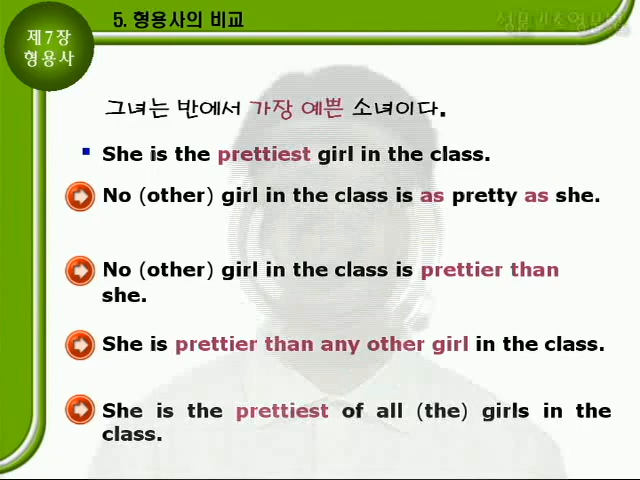 5. 형용사의 비교
제7장
형용사
그녀는 반에서 가장 예쁜 소녀이다.
She is the prettiest girl in the class.
No (other) girl in the class is as pretty as she.
No (other) girl in the class is prettier than
she.
She is prettier than any other girl in the class.
She is the prettiest of all (the) girls in the
class.